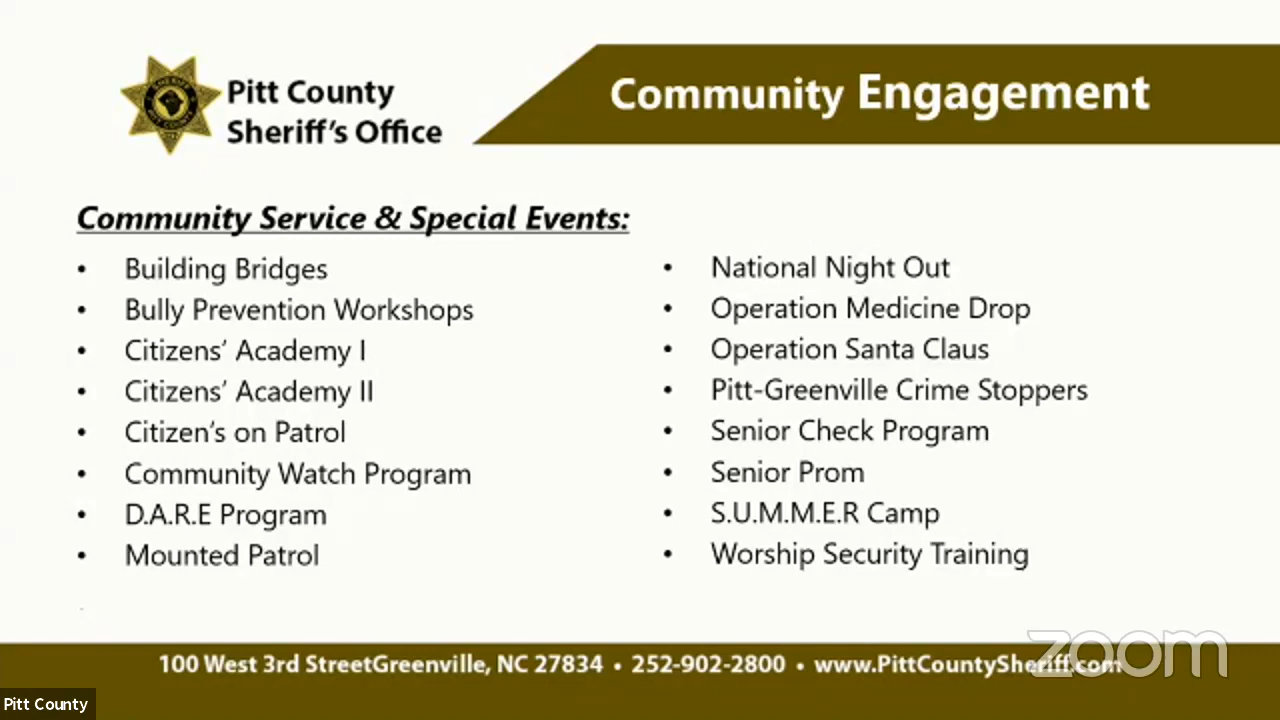 Pitt County
Sheriff's Office
Community Engagement
Community Service & Special Events:
• Building Bridges
• Bully Prevention Workshops
• Citizens' Academy I
• Citizens' Academy II
• Citizen's on Patrol
• Community Watch Program
• D.A.R.E Program
• Mounted Patrol
• National Night Out
• Operation Medicine Drop
• Operation Santa Claus
• Pitt-Greenville Crime Stoppers
• Senior Check Program
• Senior Prom
• S.U.M.M.E.R Camp
• Worship Security Training
100 West 3rd StreetGreenville, NC 27834 • 252-902-2800 • www.PittCountySheriff.com
zoom
Pitt County